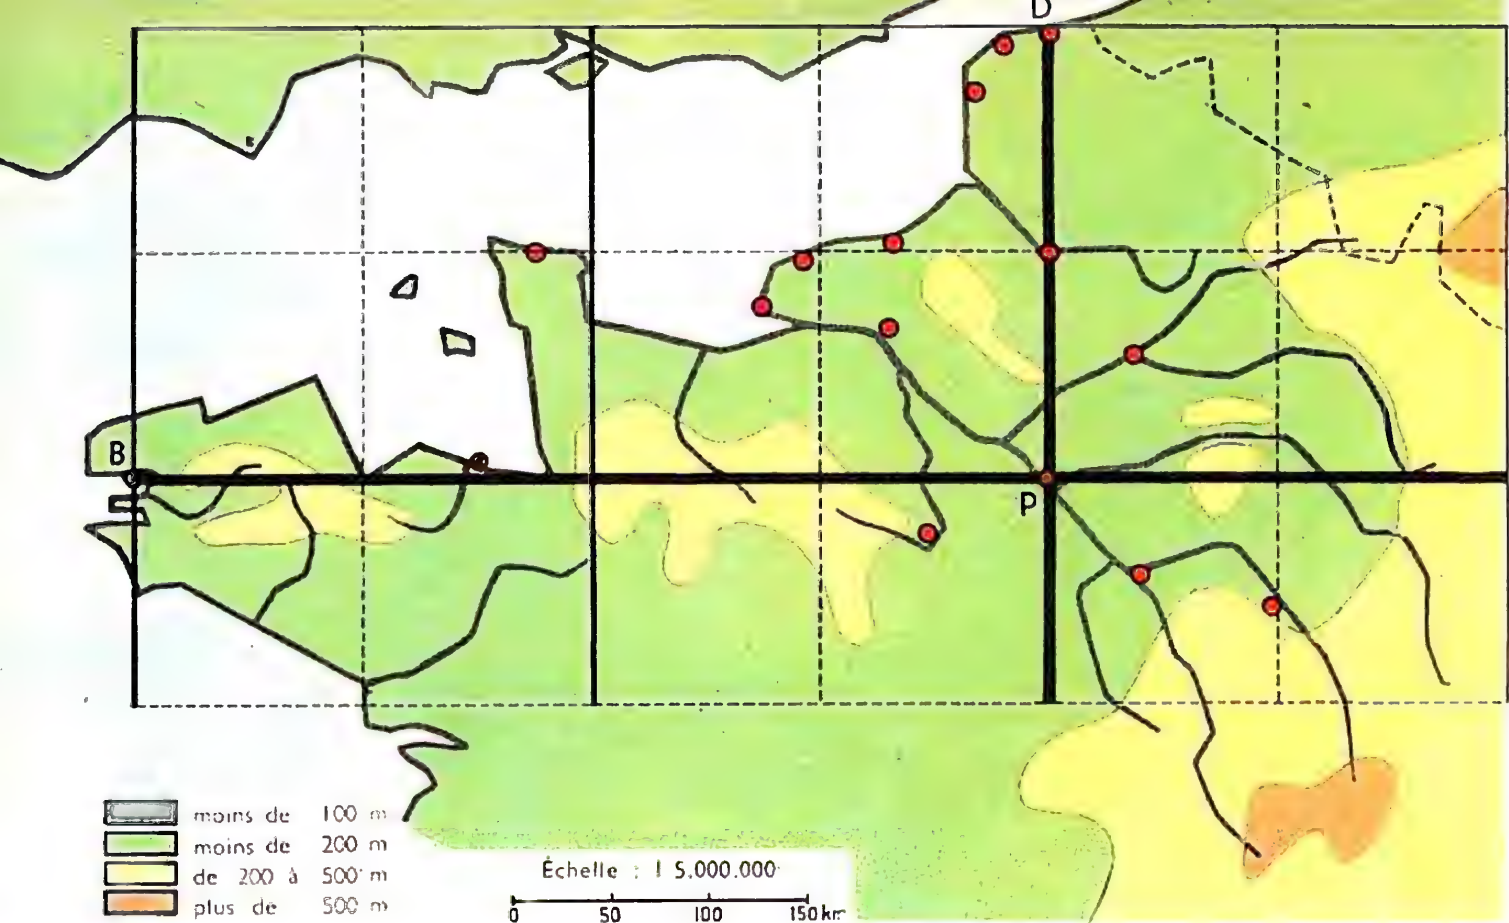 D
B
P
moins de 100 m
moins de 200 m
de 200 à 500 m
plus de 500 m
Échelle : 1 5.000.000
0 50 100 150 km